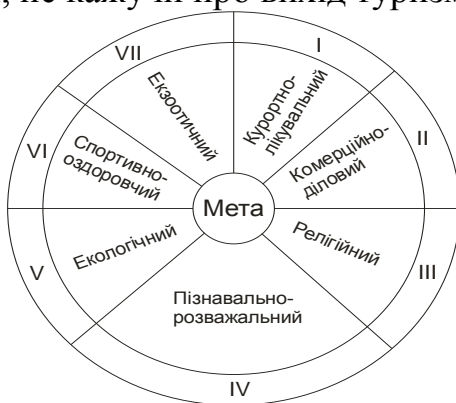 , не кажучи про вихід туризм
VII
I
Екзотичний
Курортно-
лікувальний
VI
II
Спортивно-
оздоровчий
Комерційно-
діловий
Мета
Екологічний
Релігійний
V
III
Пізнавально-
розважальний
IV